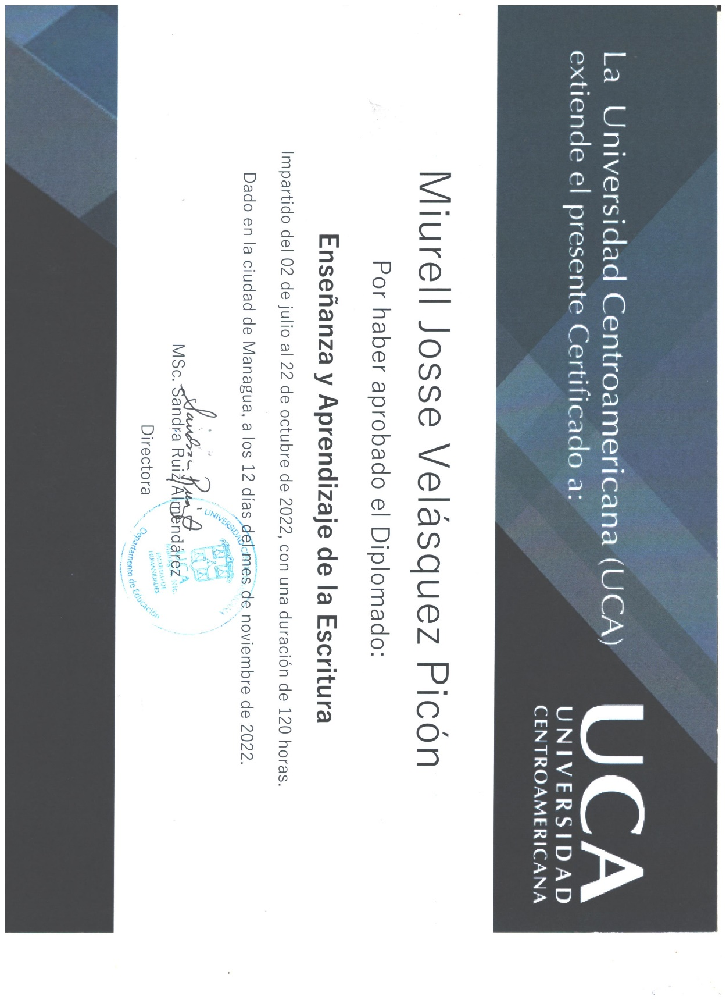 La Universidad Centroamericana (UCA)
extiende el presente Certificado a:
UCA
UNIVERSIDAD
CENTROAMERICANA
Miurell Josse Velásquez Picón
Por haber aprobado el Diplomado:
Enseñanza y Aprendizaje de la Escritura
Impartido del 02 de julio al 22 de octubre de 2022, con una duración de 120 horas.
Dado en la ciudad de Managua, a los 12 días del mes de noviembre de 2022.
Sandra Ruiz A
MSc. Sandra Ruiz Almendárez
Directora
UNIVERSIDAD
UCA
Nic.
FACULTAD DE
HUMANIDADES
Departamento de Educación